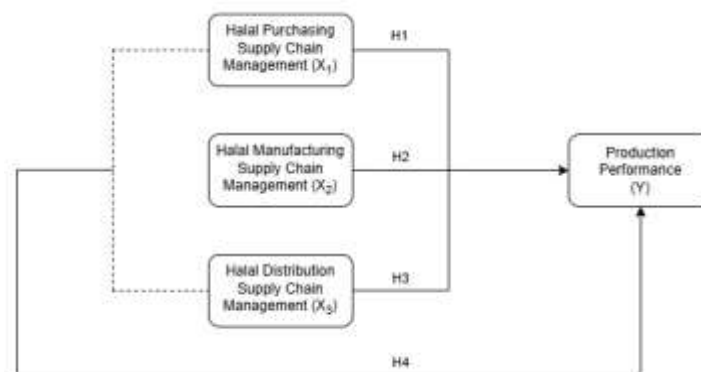 Halal Purchasing
Supply Chain
Management (X1)
H1
Halal Manufacturing
Supply Chain
Management (X2)
H2
Production
Performance
(Y)
Halal Distribution
Supply Chain
Management (X3)
H3
H4